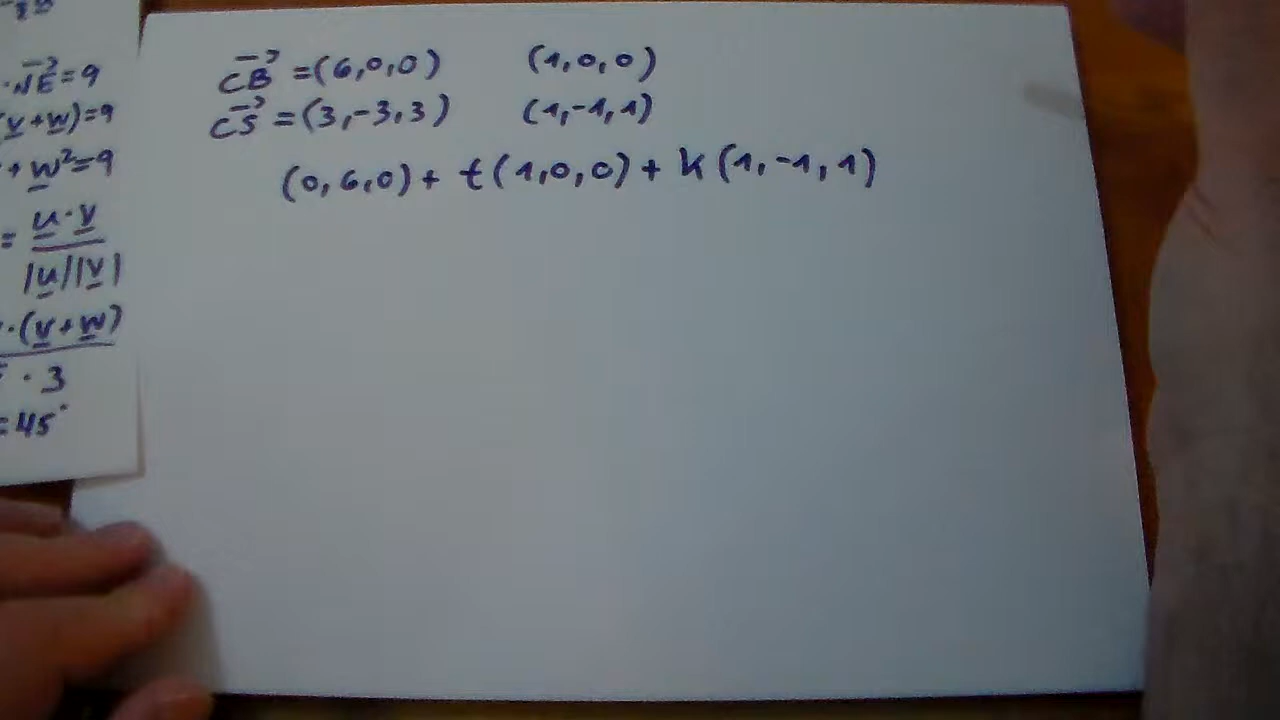 ·NE⃗=9
v+w)=9
+w²=9
= u·v
|u||v|
·(v+w)
·3
=45°
CB⃗=(6,0,0) (1,0,0)
CS⃗=(3,-3,3) (1,-1,1)
(0,6,0)+t(1,0,0)+k(1,-1,1)